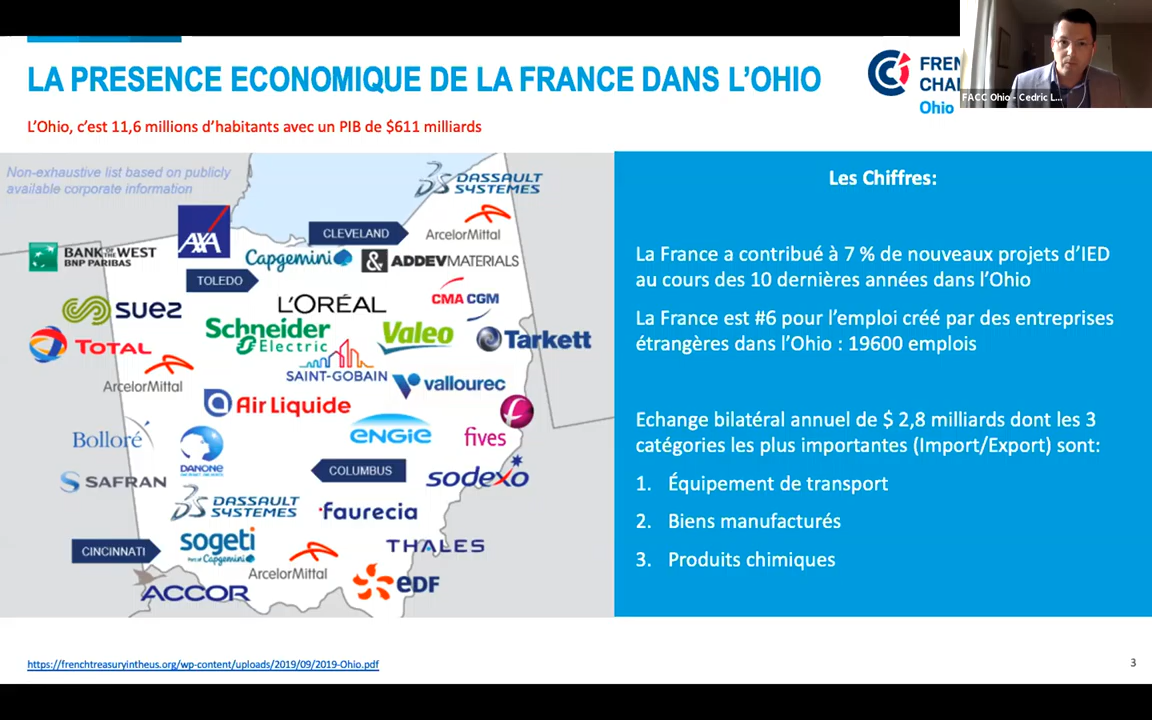 LA PRESENCE ECONOMIQUE DE LA FRANCE DANS L’OHIO
L’Ohio, c’est 11,6 millions d’habitants avec un PIB de $611 milliards
Ohio
FACC Ohio - Cedric L...
Non-exhaustive list based on publicly
available corporate information
DASSAULT
SYSTEMES
AXA
CLEVELAND
ArcelorMittal
BANK OF THE WEST
BNP PARIBAS
Capgemini
& ADDEV MATERIALS
TOLEDO
L'ORÉAL
CMA CGM
suez
Schneider
Electric
Valeo
Tarkett
TOTAL
SAINT-GOBAIN
ArcelorMittal
vallourec
Air Liquide
ENGIE
f
fives
Bolloré
DANONE
COLUMBUS
sodexo
SAFRAN
DASSAULT
SYSTEMES
faurecia
CINCINNATI
sogeti
Part of Capgemini
THALES
ArcelorMittal
eDF
ACCOR
Les Chiffres:
La France a contribué à 7 % de nouveaux projets d’IED
au cours des 10 dernières années dans l’Ohio
La France est #6 pour l’emploi créé par des entreprises
étrangères dans l’Ohio : 19600 emplois
Echange bilatéral annuel de $ 2,8 milliards dont les 3
catégories les plus importantes (Import/Export) sont:
1. Équipement de transport
2. Biens manufacturés
3. Produits chimiques
https://frenchtreasuryintheus.org/wp-content/uploads/2019/09/2019-Ohio.pdf
3